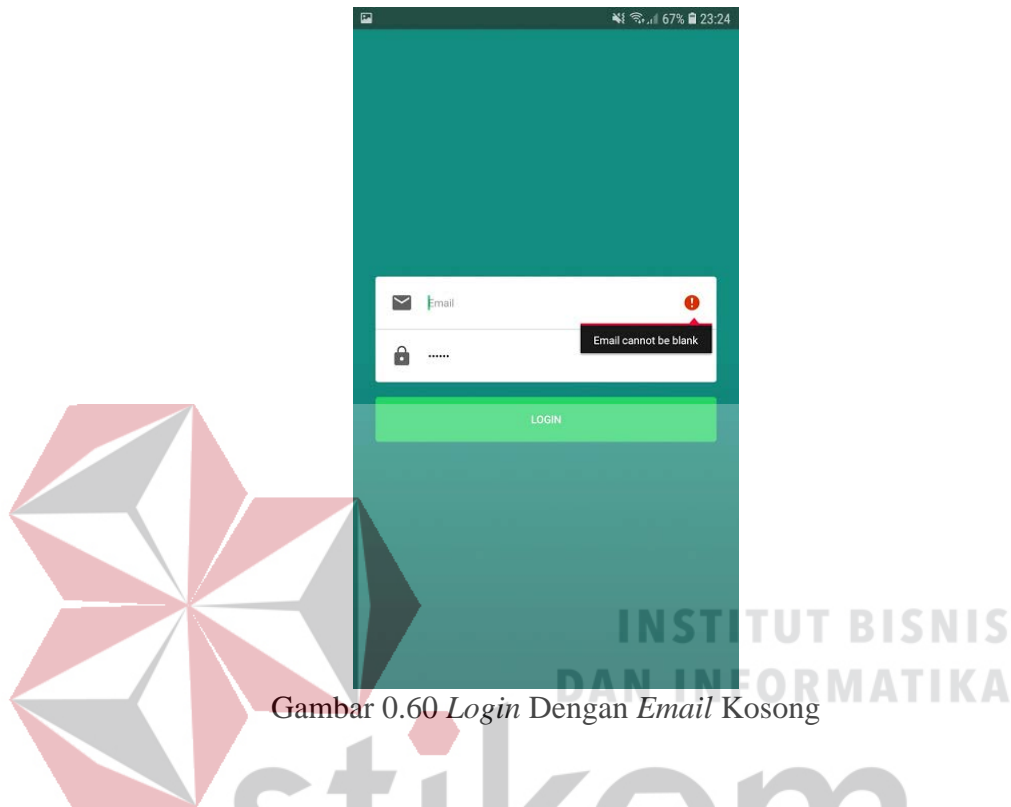 67% 23:24
Email
Email cannot be blank
••••••
LOGIN
INSTITUT BISNIS
DAN INFORMATIKA
Gambar 0.60 Login Dengan Email Kosong
stikom